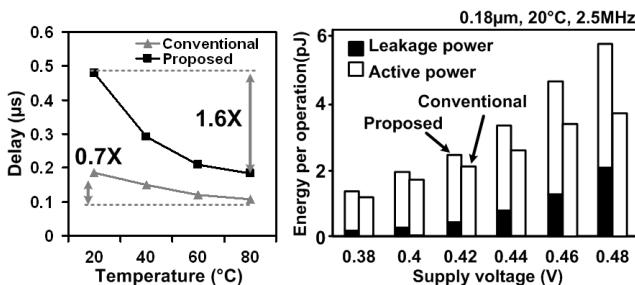 0.18μm, 20°C, 2.5MHz
0.6
0.5
0.4
0.3
0.2
0.1
0
Delay (μs)
Conventional
Proposed
1.6X
0.7X
20
40
60
80
Temperature (°C)
Energy per operation(pJ)
6
4
2
0
Leakage power
Active power
Conventional
Proposed
0.38
0.4
0.42
0.44
0.46
0.48
Supply voltage (V)